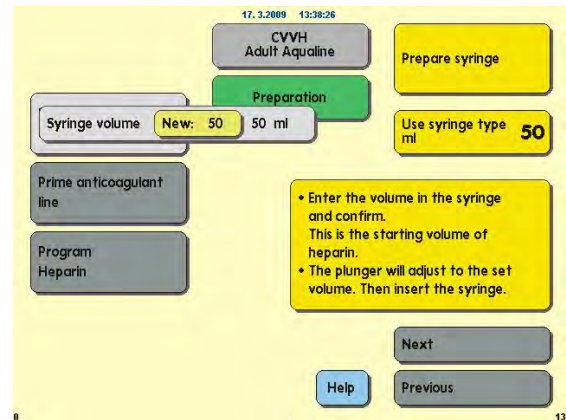 17. 3.2009 13:38:26
CVVH
Adult Aqualine
Prepare syringe
Preparation
Syringe volume New: 50 50 ml
Use syringe type
ml 50
Prime anticoagulant
line
• Enter the volume in the syringe
and confirm.
This is the starting volume of
heparin.
• The plunger will adjust to the set
volume. Then insert the syringe.
Program
Heparin
Next
Help
Previous
0
13